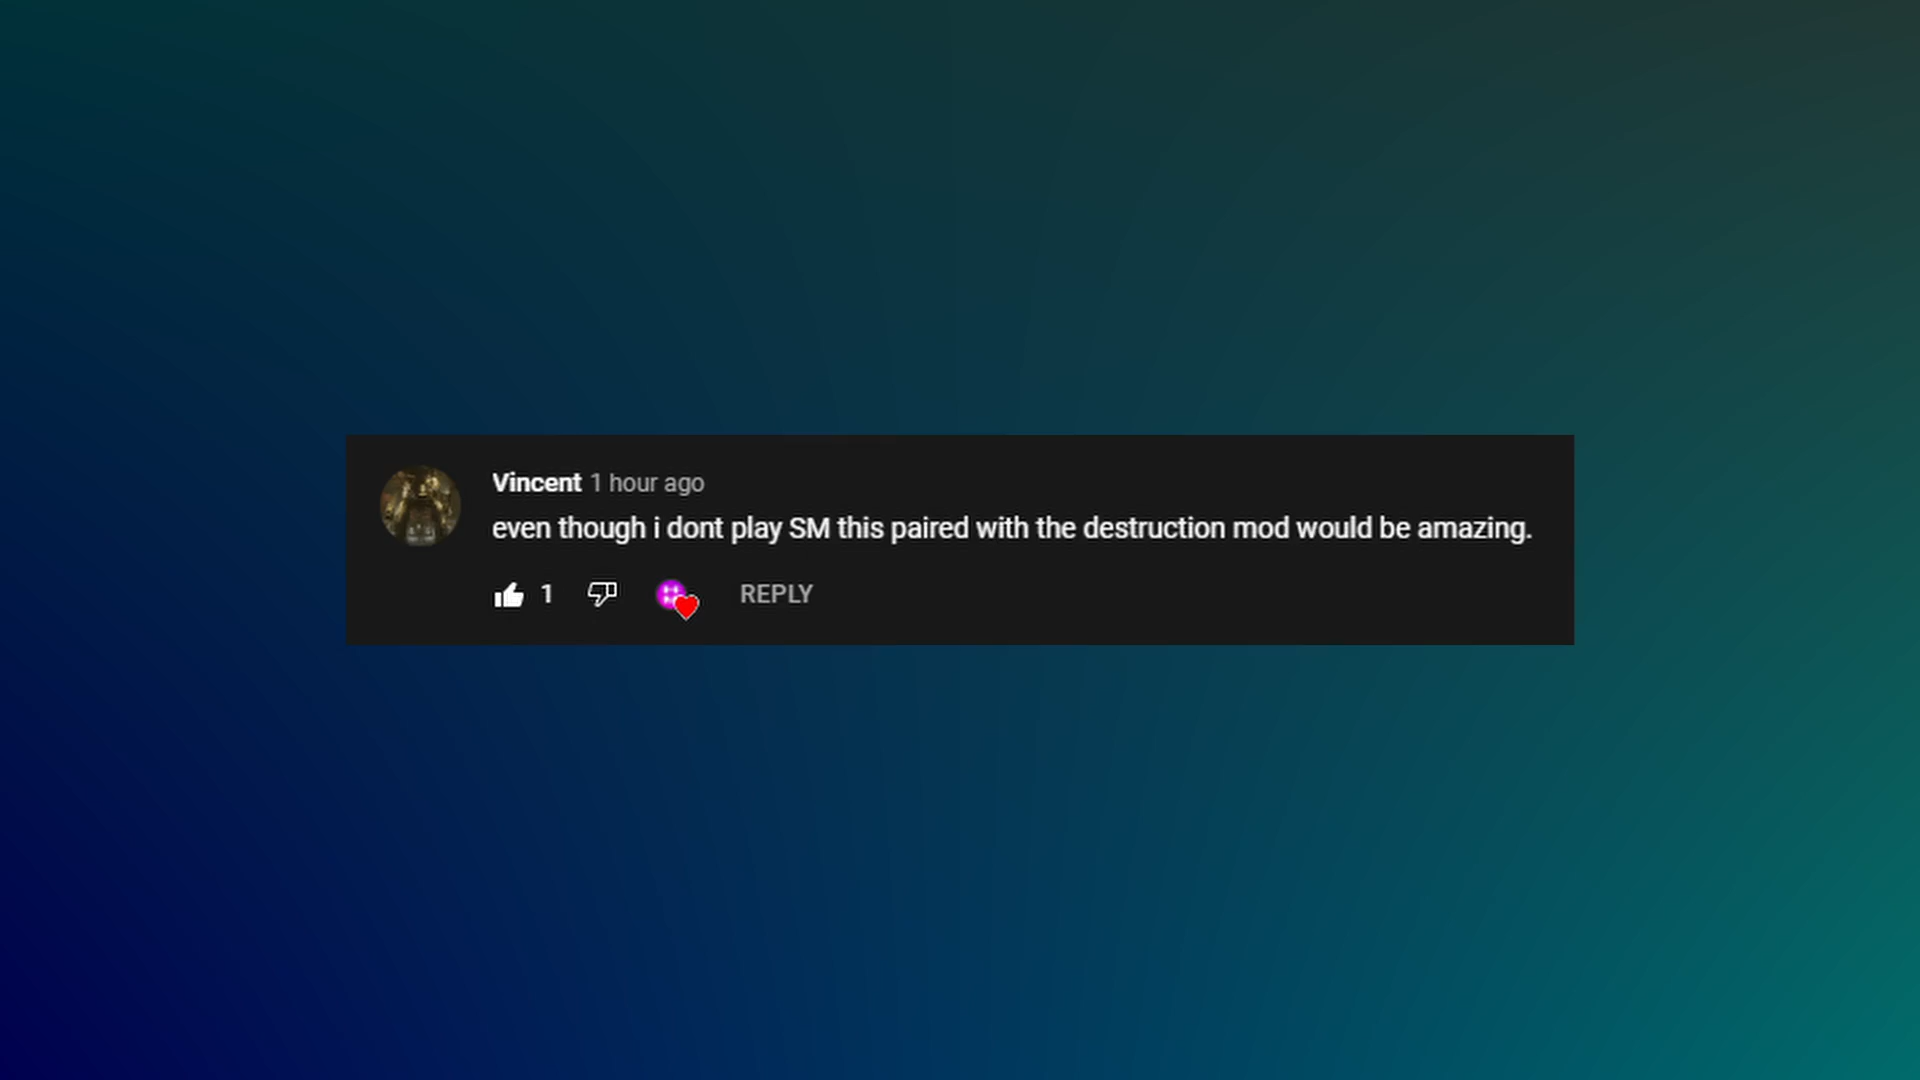 Vincent 1 hour ago
even though i dont play SM this paired with the destruction mod would be amazing.
1 REPLY